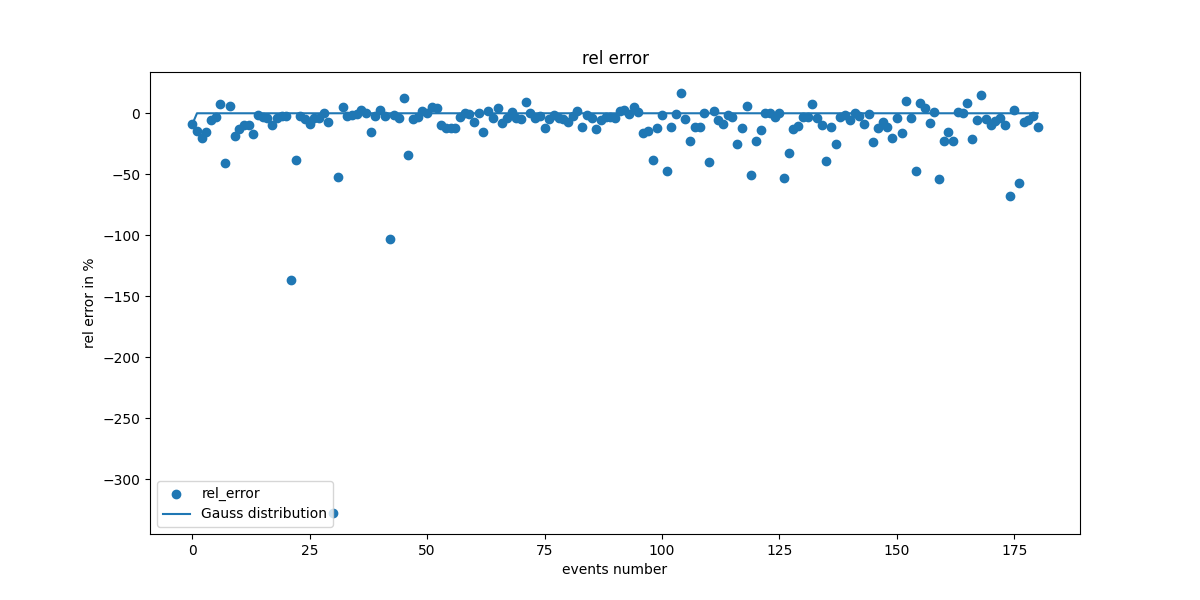 rel error
rel error in %
0
−50
−100
−150
−200
−250
−300
rel_error
Gauss distribution
0 25 50 75 100 125 150 175
events number